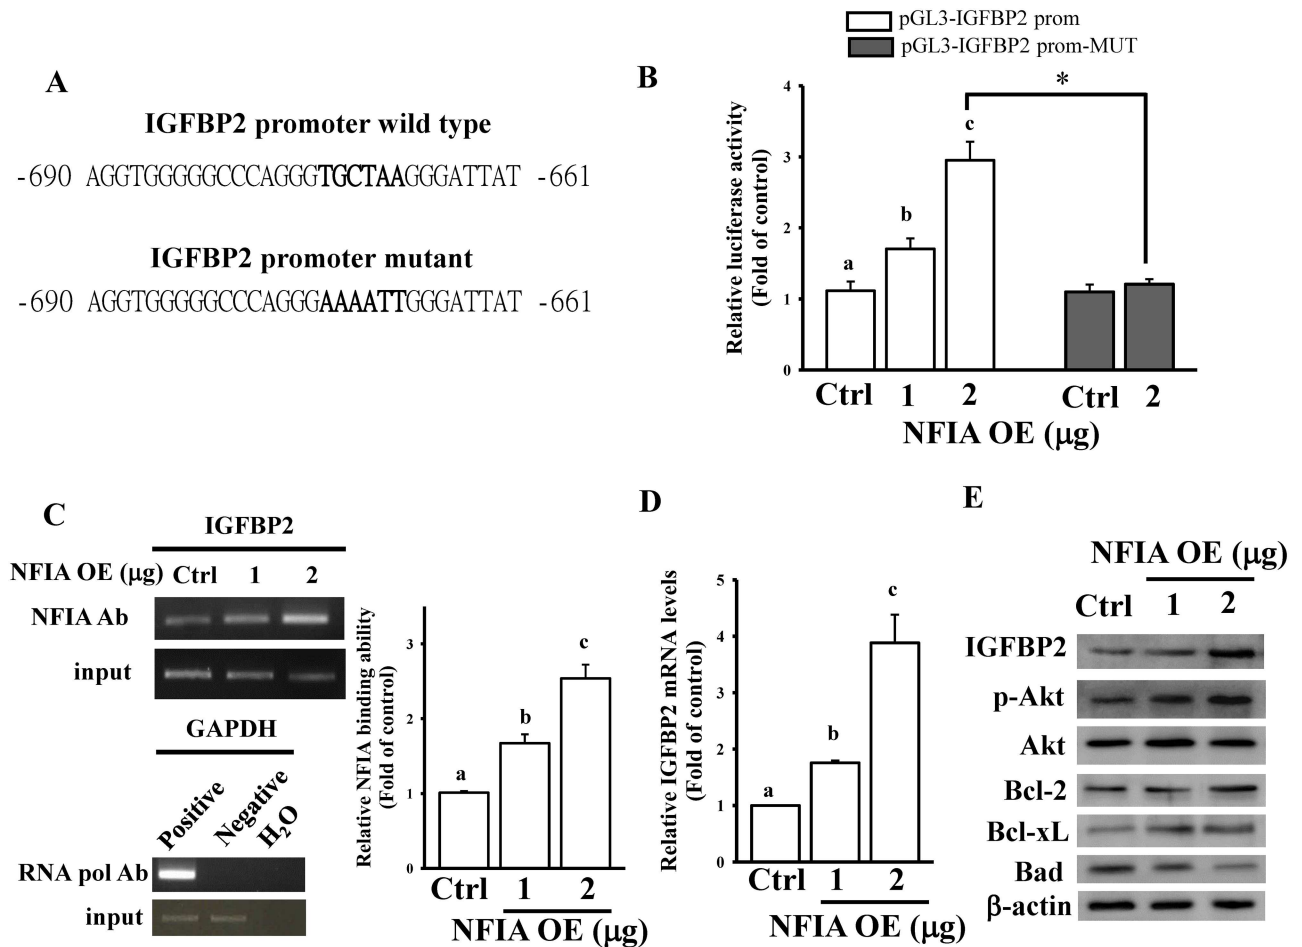 A
IGFBP2 promoter wild type
-690 AGGTGGGGGCCCAGGGTGCTAAGGGATTAT -661
IGFBP2 promoter mutant
-690 AGGTGGGGGCCCAGGGAAAATTGGGATTAT -661
B
pGL3-IGFBP2 prom
pGL3-IGFBP2 prom-MUT
Relative luciferase activity
(Fold of control)
4
3
2
1
0
a
b
c
*
Ctrl 1 2 Ctrl 2
NFIA OE (μg)
C
IGFBP2
NFIA OE (μg) Ctrl 1 2
NFIA Ab
input
GAPDH
Positive
Negative
H2O
RNA pol Ab
input
Relative NFIA binding ability
(Fold of control)
3
2
1
0
a
b
c
Ctrl 1 2
NFIA OE (μg)
D
Relative IGFBP2 mRNA levels
(Fold of control)
5
4
3
2
1
0
a
b
c
Ctrl 1 2
NFIA OE (μg)
E
NFIA OE (μg)
Ctrl 1 2
IGFBP2
p-Akt
Akt
Bcl-2
Bcl-xL
Bad
β-actin